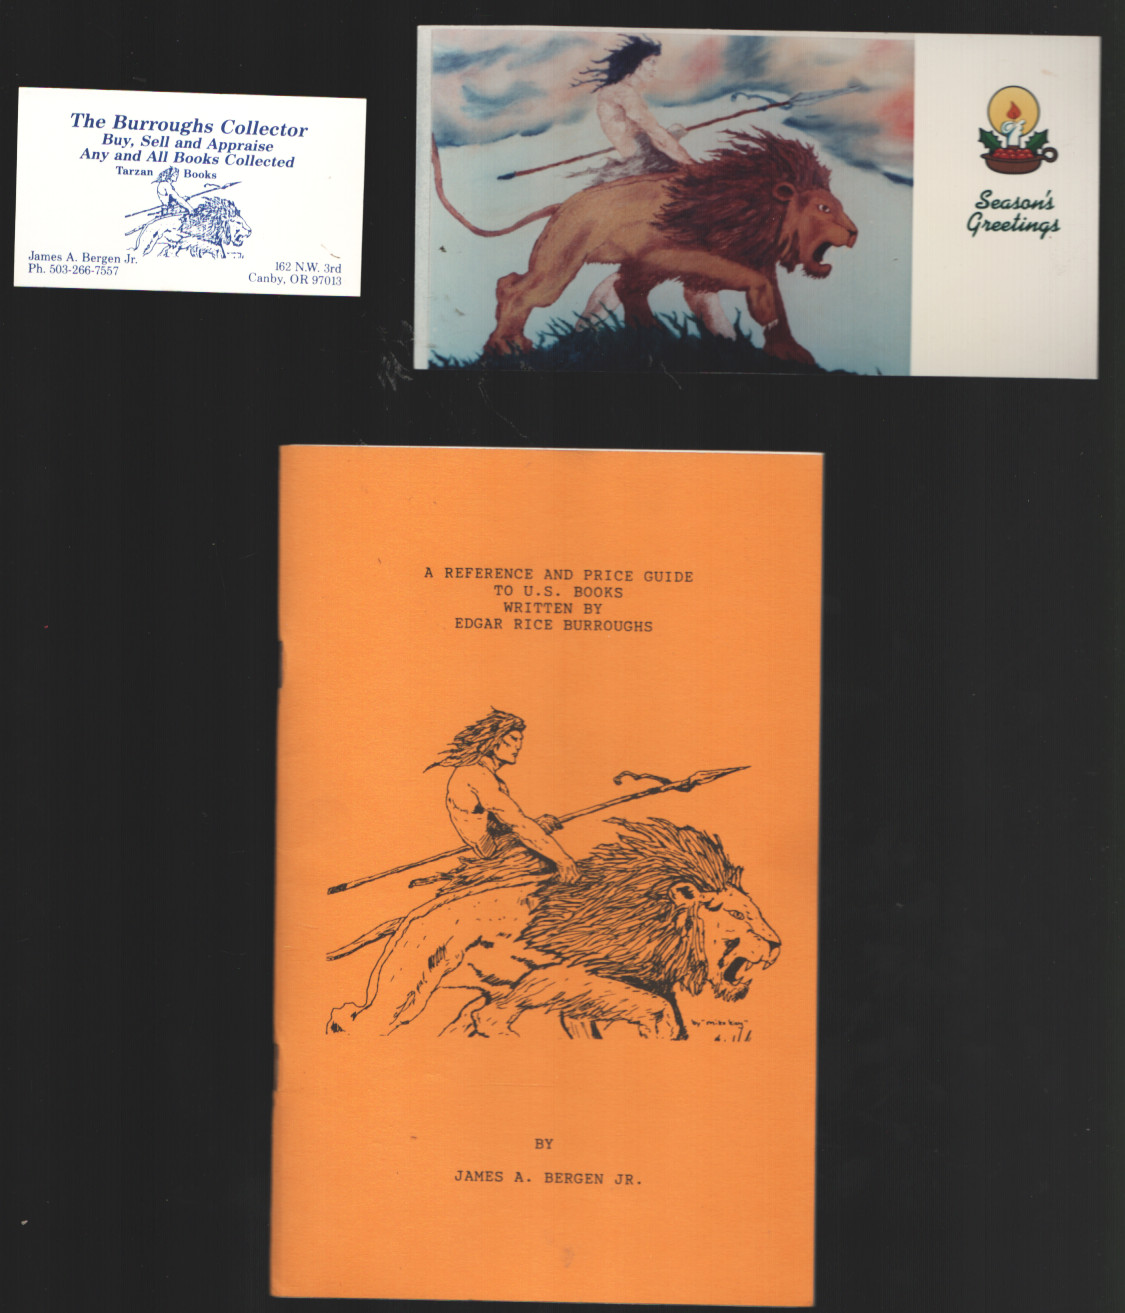 The Burroughs Collector
Buy, Sell and Appraise
Any and All Books Collected
Tarzan Books
James A. Bergen Jr.
Ph. 503-266-7557
162 N.W. 3rd
Canby, OR 97013
Season's
Greetings
A REFERENCE AND PRICE GUIDE
TO U.S. BOOKS
WRITTEN BY
EDGAR RICE BURROUGHS
by
BY
JAMES A. BERGEN JR.